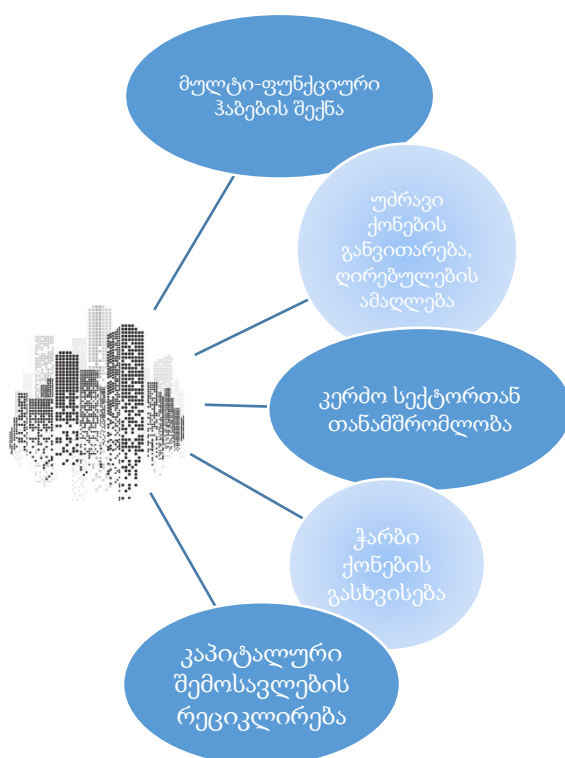 მულტი-ფუნქციური
ჰაბების შექნა
უძრავი
ქონების
განვითარება,
ღირებულების
ამაღლება
კერძო სექტორთან
თანამშრომლობა
ჭარბი
ქონების
გასხვისება
კაპიტალური
შემოსავლების
რეციკლირება